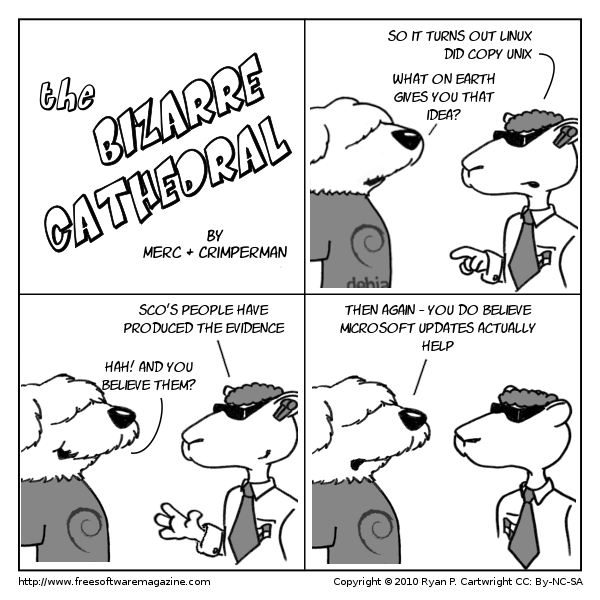 the
BIZARRE
CATHEDRAL
BY
MERC + CRIMPERMAN
SO IT TURNS OUT LINUX
DID COPY UNIX
WHAT ON EARTH
GIVES YOU THAT
IDEA?
debia
SCO'S PEOPLE HAVE
PRODUCED THE EVIDENCE
HAH! AND YOU
BELIEVE THEM?
THEN AGAIN - YOU DO BELIEVE
MICROSOFT UPDATES ACTUALLY
HELP
http://www.freesoftwaremagazine.com
Copyright © 2010 Ryan P. Cartwright CC: By-NC-SA